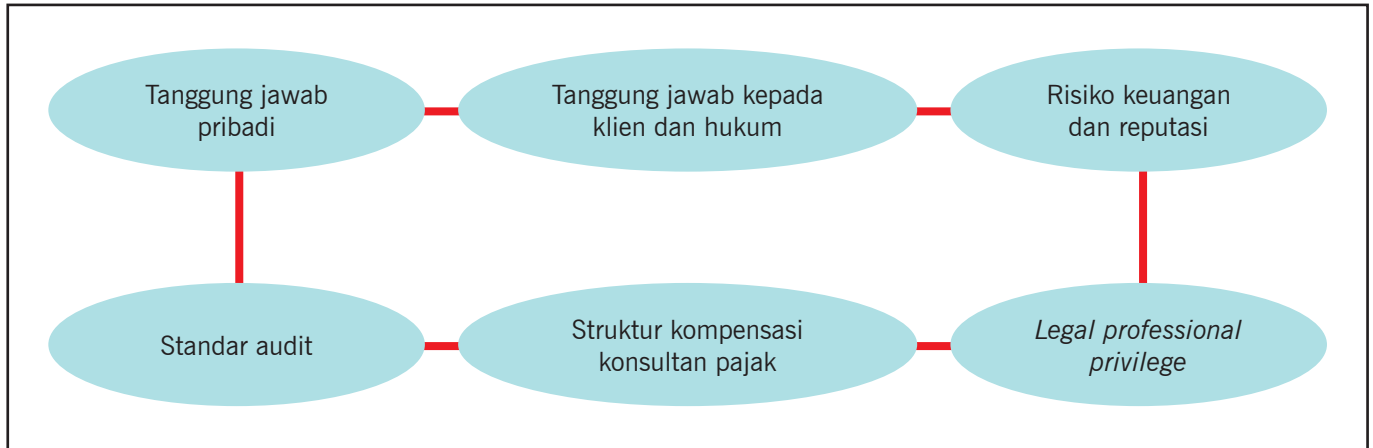 Tanggung jawab
pribadi
Tanggung jawab kepada
klien dan hukum
Risiko keuangan
dan reputasi
Standar audit
Struktur kompensasi
konsultan pajak
Legal professional
privilege